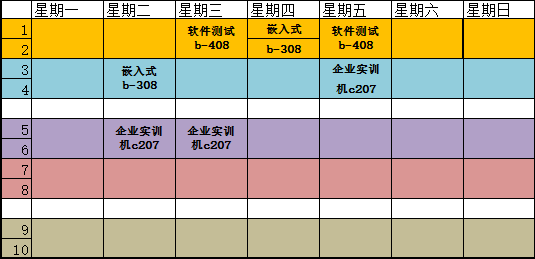 星期一 星期二 星期三 星期四 星期五 星期六 星期日
1 软件测试 嵌入式 软件测试
2 b-408 b-308 b-408
3 嵌入式 企业实训
4 b-308 机c207
5 企业实训 企业实训
6 机c207 机c207
7
8
9
10